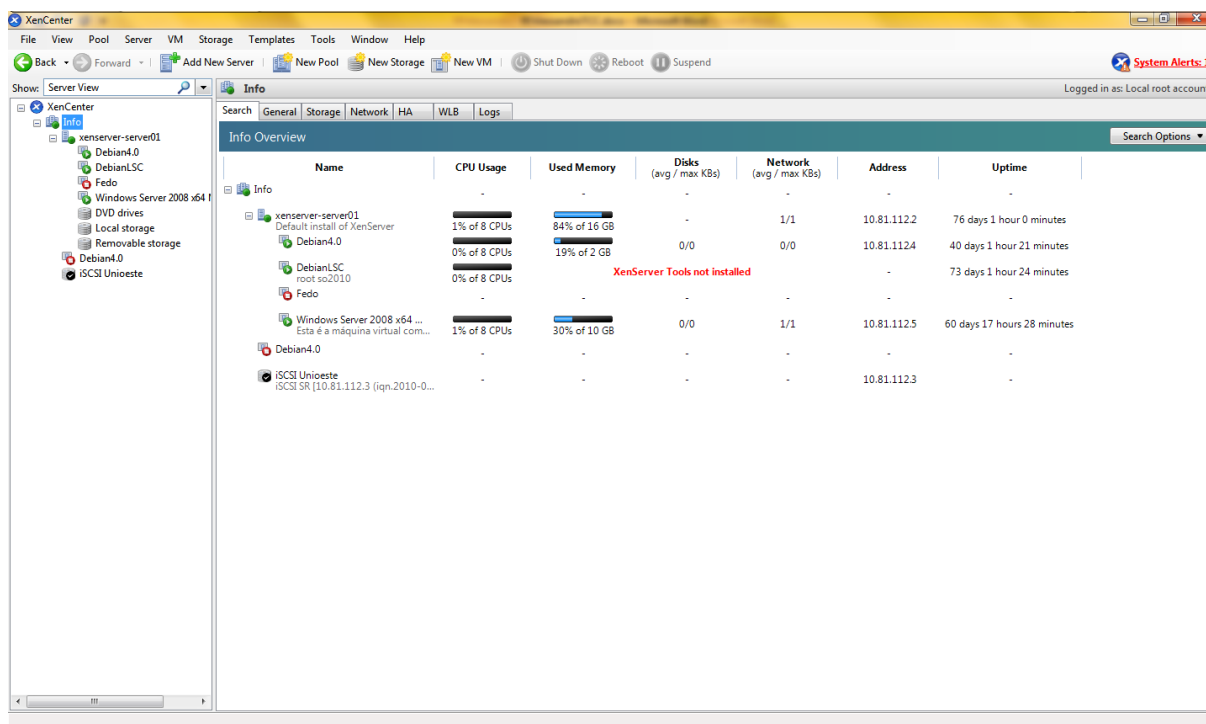 XenCenter
File View Pool Server VM Storage Templates Tools Window Help
Back Forward Add New Server New Pool New Storage New VM Shut Down Reboot Suspend System Alerts:
Show: Server View Info Logged in as: Local root account
XenCenter
Info
xenserver-server01
Debian4.0
DebianLSC
Fedo
Windows Server 2008 x64
DVD drives
Local storage
Removable storage
Debian4.0
iSCSI Unioeste
Search General Storage Network HA WLB Logs
Info Overview Search Options
Name CPU Usage Used Memory Disks Network Address Uptime
(avg / max KBs) (avg / max KBs)
Info - - - - - -
xenserver-server01 - 1/1 10.81.112.2 76 days 1 hour 0 minutes
Default install of XenServer 1% of 8 CPUs 84% of 16 GB
Debian4.0 0/0 0/0 10.81.112.4 40 days 1 hour 21 minutes
0% of 8 CPUs 19% of 2 GB
DebianLSC XenServer Tools not installed - 73 days 1 hour 24 minutes
root so2010 0% of 8 CPUs
Fedo - - - - - -
Windows Server 2008 x64 ... 0/0 1/1 10.81.112.5 60 days 17 hours 28 minutes
Esta é a máquina virtual com... 1% of 8 CPUs 30% of 10 GB
Debian4.0 - - - - - -
iSCSI Unioeste - - - - 10.81.112.3 -
iSCSI SR [10.81.112.3 (iqn.2010-0...